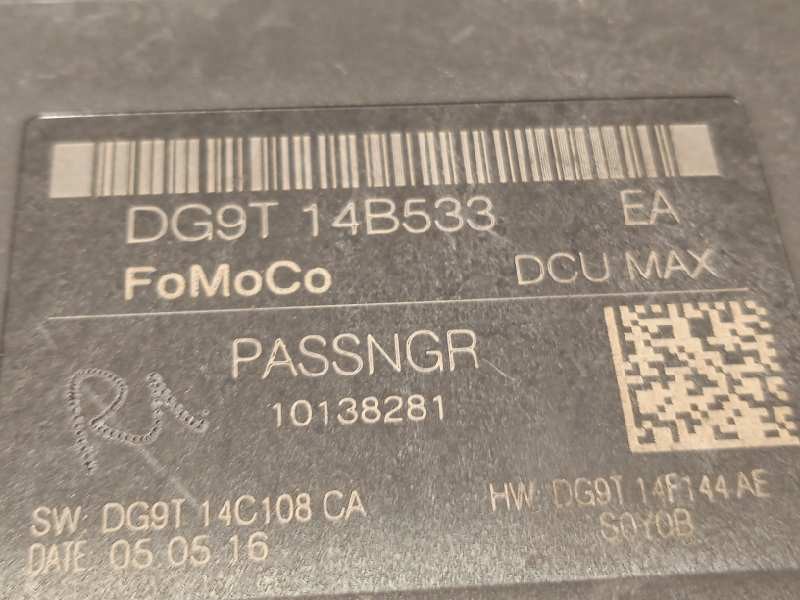 DG9T 14B533 EA
FoMoCo DCU MAX
PASSNGR
10138281
SW: DG9T 14C108 CA
HW: DG9T 14F144 AE
DATE: 05.05.16
S0Y0B